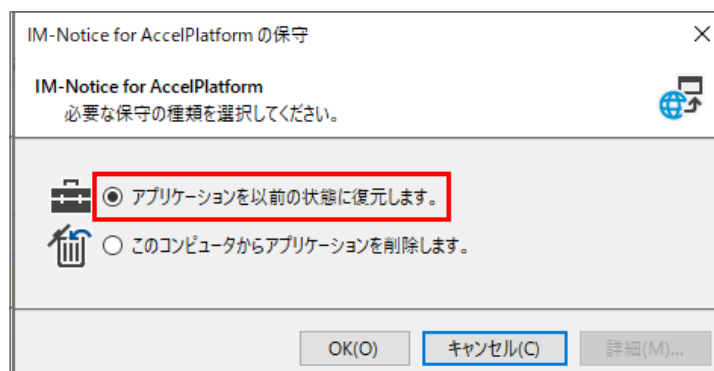 IM-Notice for AccelPlatform の保守
IM-Notice for AccelPlatform
必要な保守の種類を選択してください。
アプリケーションを以前の状態に復元します。
このコンピュータからアプリケーションを削除します。
OK(O) キャンセル(C) 詳細(M)...